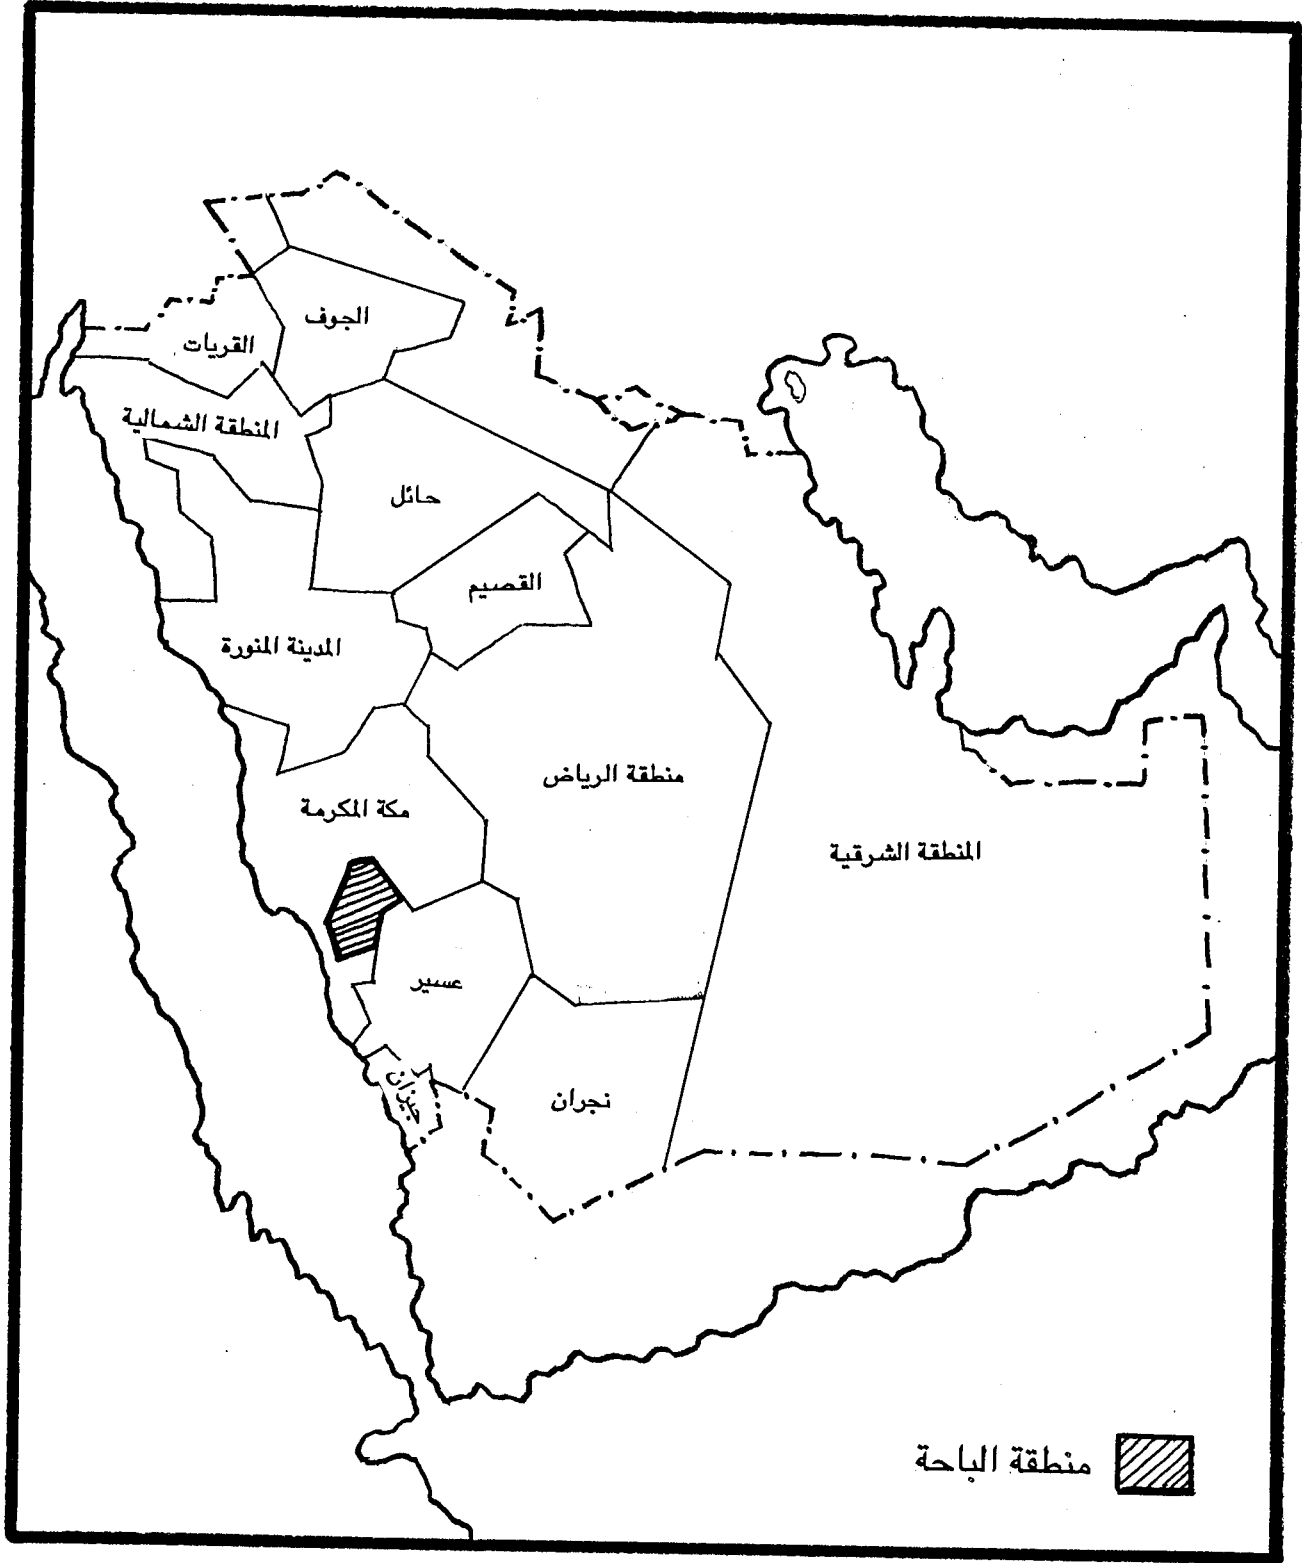 الجوف
القريات
المنطقة الشمالية
حائل
القصيم
المدينة المنورة
منطقة الرياض
مكة المكرمة
المنطقة الشرقية
عسير
جيزان
نجران
منطقة الباحة